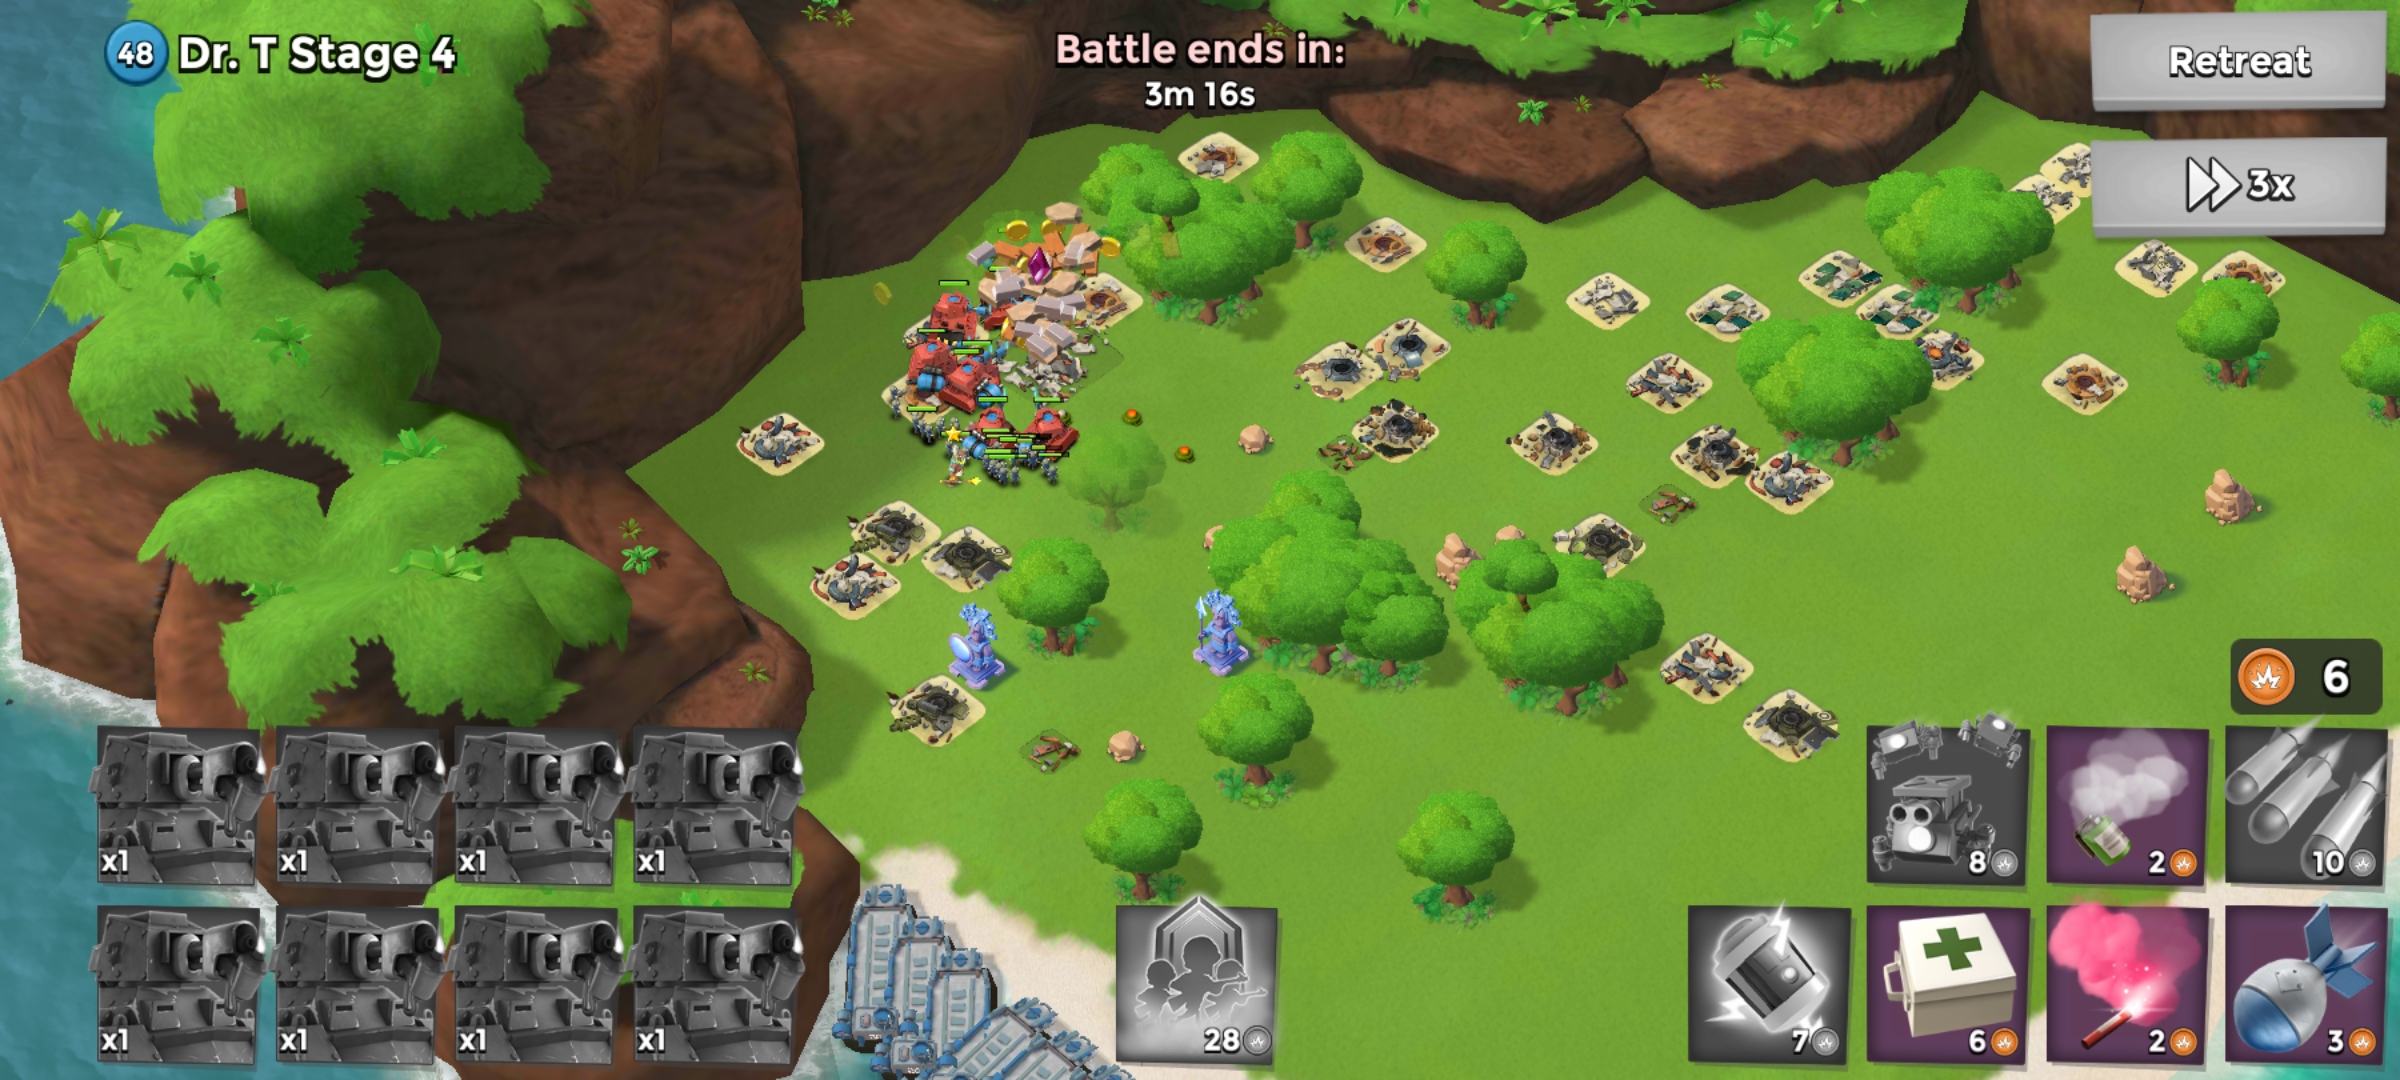 48 Dr. T Stage 4
Battle ends in:
3m 16s
Retreat
3x
6
x1 x1 x1 x1
8 2 10
x1 x1 x1 x1
28
7 6 2 3